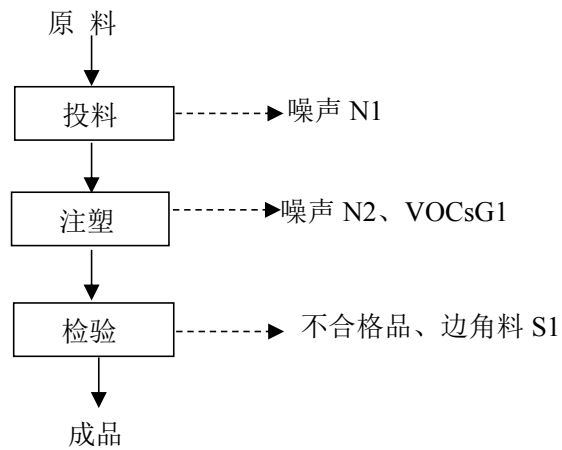 原 料
投料
噪声 N1
注塑
噪声 N2、VOCsG1
检验
不合格品、边角料 S1
成品